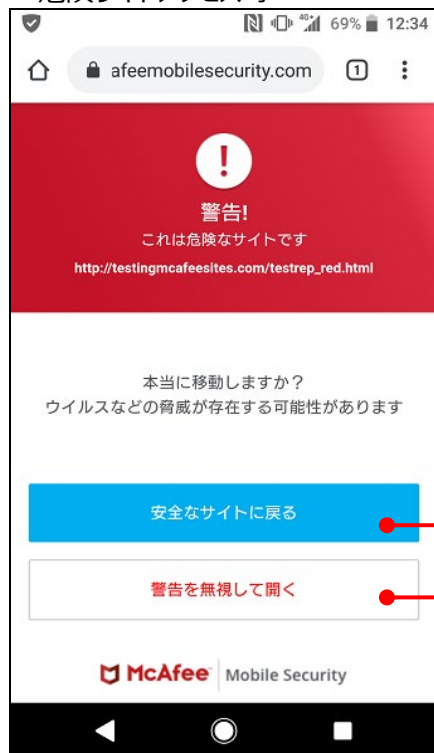 69% 12:34
afeemobilesecurity.com 1
!
警告!
これは危険なサイトです
http://testingmcafeesites.com/testrep_red.html
本当に移動しますか？
ウイルスなどの脅威が存在する可能性があります
安全なサイトに戻る
警告を無視して開く
McAfee Mobile Security